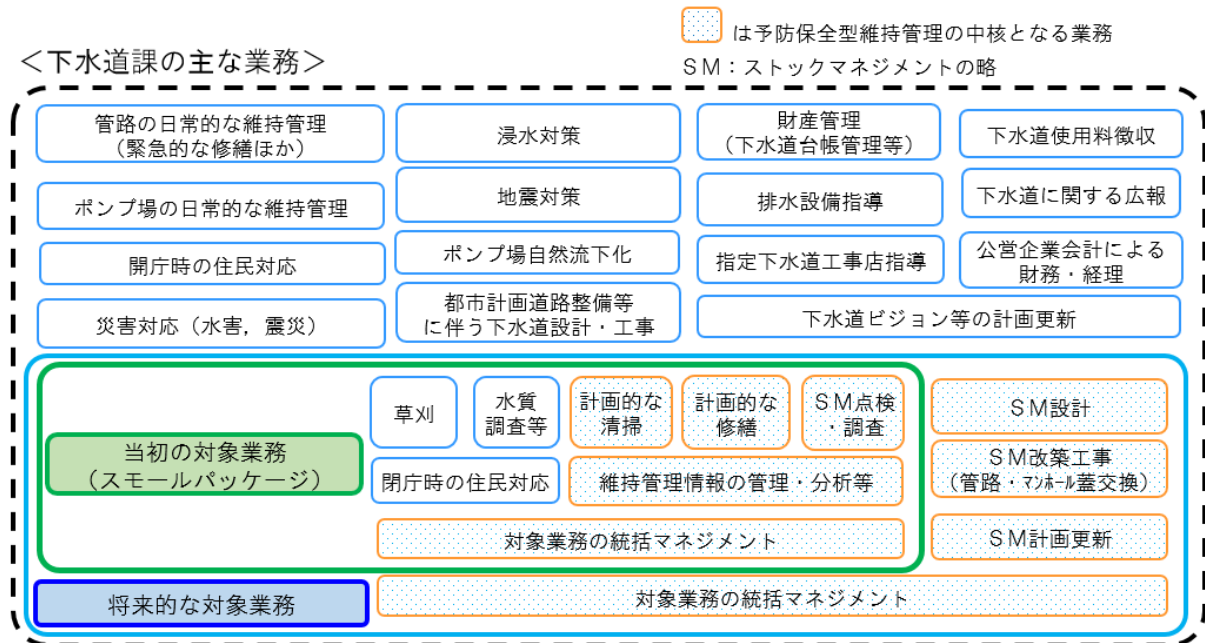 は予防保全型維持管理の中核となる業務
＜下水道課の主な業務＞
ＳＭ：ストックマネジメントの略
管路の日常的な維持管理
（緊急的な修繕ほか）
浸水対策
財産管理
（下水道台帳管理等）
下水道使用料徴収
ポンプ場の日常的な維持管理
地震対策
排水設備指導
下水道に関する広報
開庁時の住民対応
ポンプ場自然流下化
指定下水道工事店指導
公営企業会計による
財務・経理
災害対応（水害，震災）
都市計画道路整備等
に伴う下水道設計・工事
下水道ビジョン等の計画更新
当初の対象業務
（スモールパッケージ）
草刈
水質
調査等
計画的な
清掃
計画的な
修繕
ＳＭ点検
・調査
ＳＭ設計
閉庁時の住民対応
維持管理情報の管理・分析等
ＳＭ改築工事
（管路・ﾏﾝﾎｰﾙ蓋交換）
対象業務の統括マネジメント
ＳＭ計画更新
将来的な対象業務
対象業務の統括マネジメント